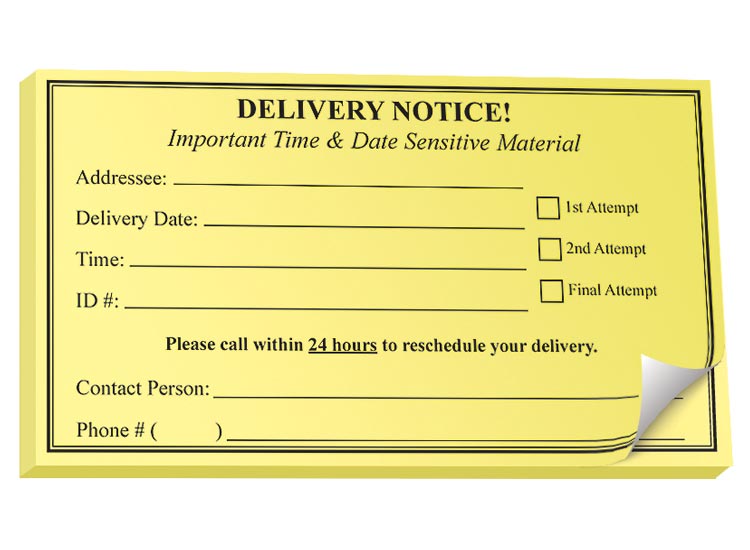 DELIVERY NOTICE!
Important Time & Date Sensitive Material
Addressee:
Delivery Date:
1st Attempt
Time:
2nd Attempt
ID #:
Final Attempt
Please call within 24 hours to reschedule your delivery.
Contact Person:
Phone # (          )